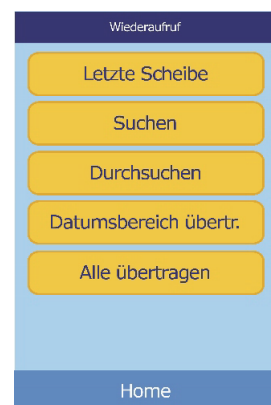 Wiederaufruf
Letzte Scheibe
Suchen
Durchsuchen
Datumsbereich übertr.
Alle übertragen
Home